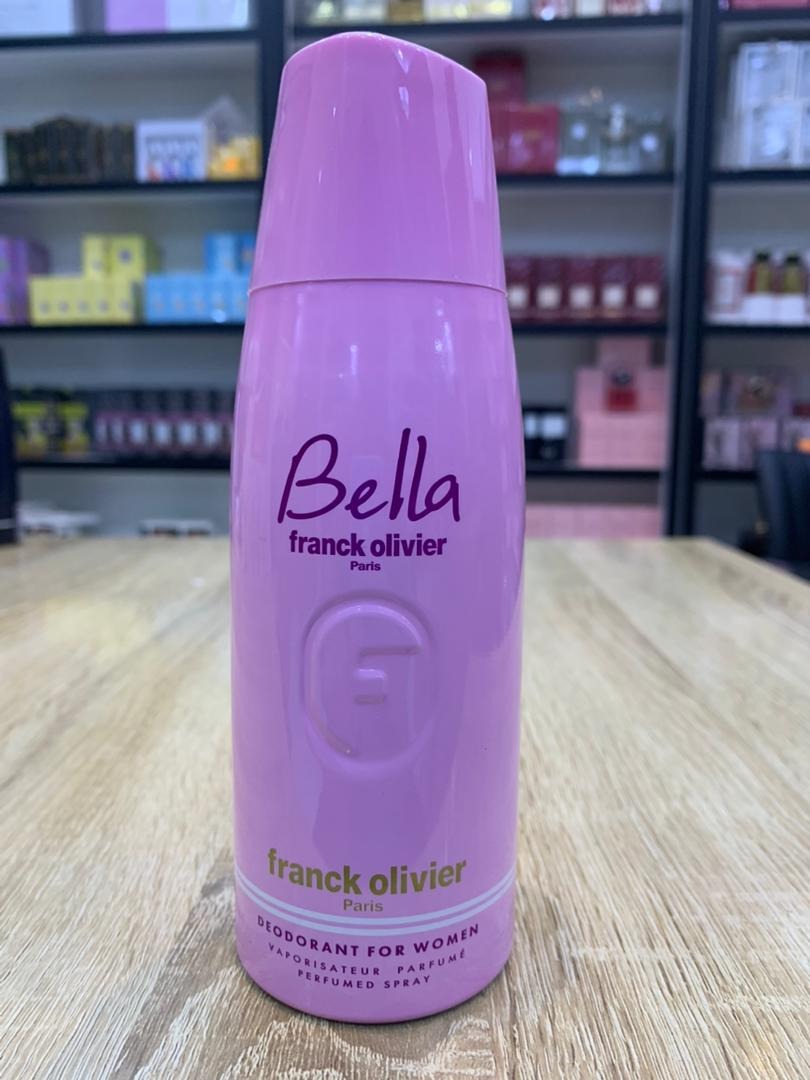 Bella
franck olivier
Paris
franck olivier
Paris
DEODORANT FOR WOMEN
VAPORISATEUR PARFUMÉ
PERFUMED SPRAY